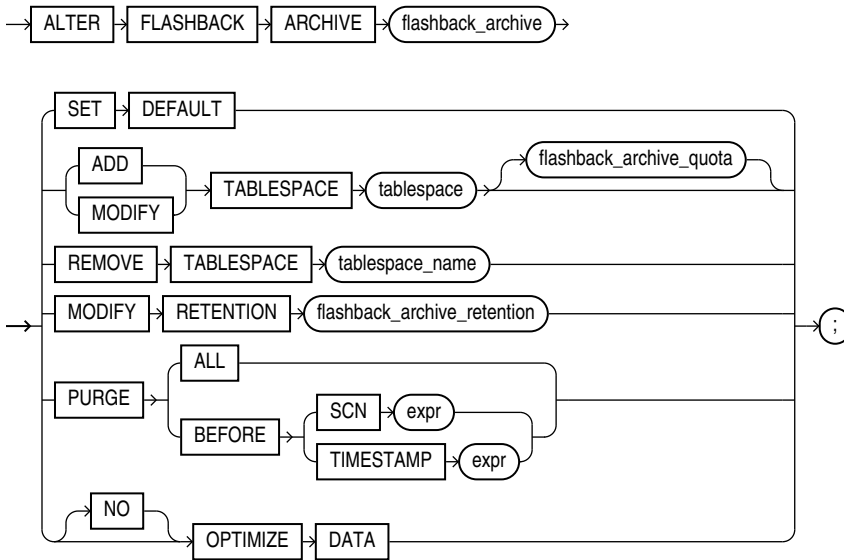 ALTER FLASHBACK ARCHIVE flashback_archive
SET DEFAULT
ADD
MODIFY
TABLESPACE tablespace flashback_archive_quota
REMOVE TABLESPACE tablespace_name
MODIFY RETENTION flashback_archive_retention
PURGE
ALL
BEFORE
SCN expr
TIMESTAMP expr
NO
OPTIMIZE DATA
;